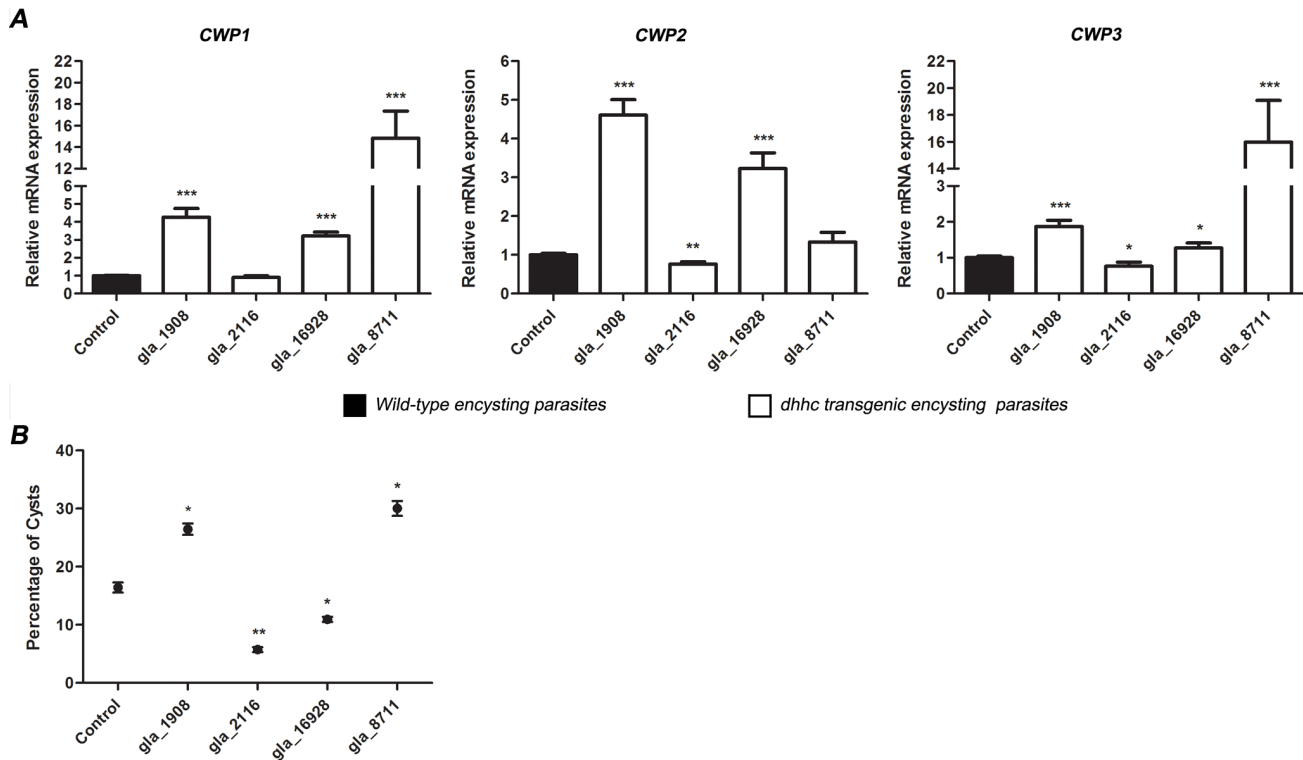 A
CWP1
CWP2
CWP3
Relative mRNA expression
22
20
18
16
14
12
6
5
4
3
2
1
0
***
***
***
Control
gla_1908
gla_2116
gla_16928
gla_8711
Relative mRNA expression
6
5
4
3
2
1
0
***
**
***
Control
gla_1908
gla_2116
gla_16928
gla_8711
Relative mRNA expression
22
20
18
16
14
3
2
1
0
***
*
*
***
Control
gla_1908
gla_2116
gla_16928
gla_8711
Wild-type encysting parasites
dhhc transgenic encysting parasites
B
Percentage of Cysts
40
30
20
10
0
*
**
*
*
Control
gla_1908
gla_2116
gla_16928
gla_8711